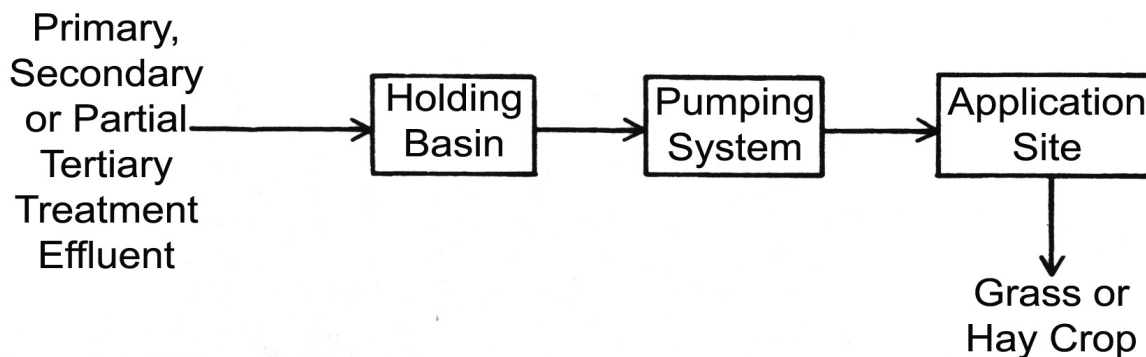 Primary,
Secondary
or Partial
Tertiary
Treatment
Effluent
Holding
Basin
Pumping
System
Application
Site
Grass or
Hay Crop